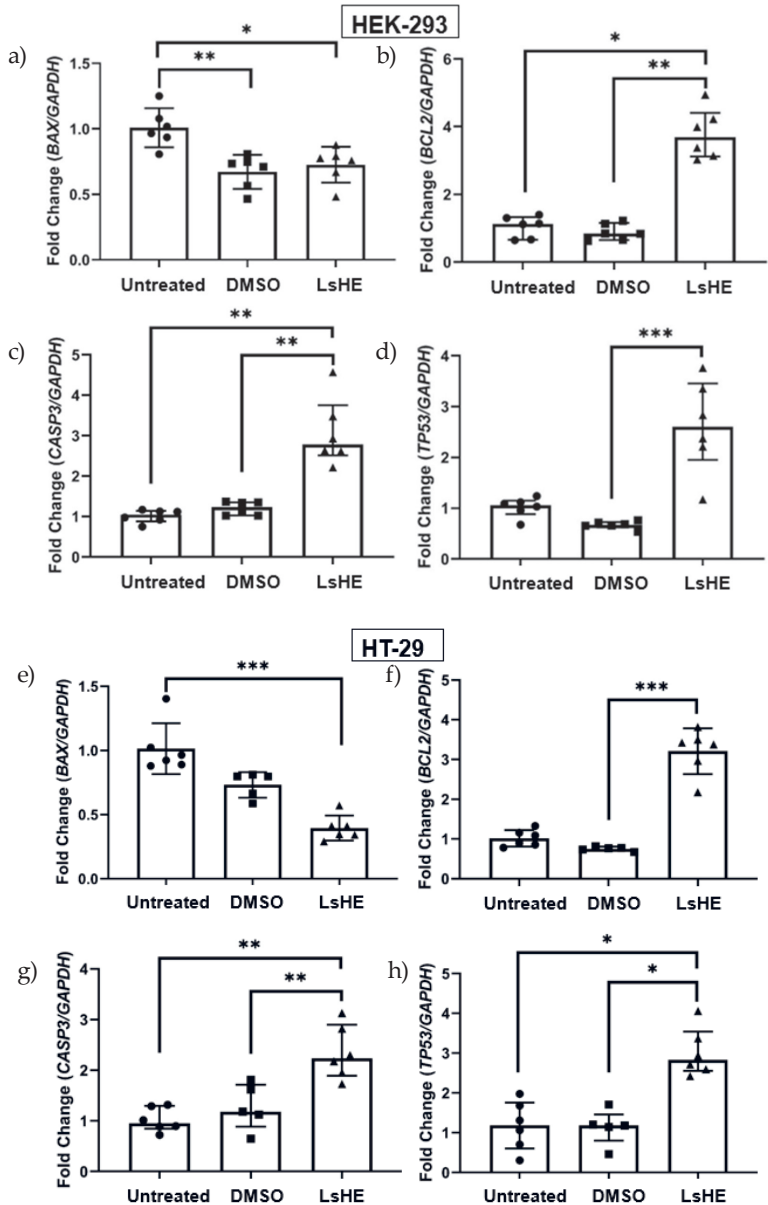 HEK-293
a)
*
**
Fold Change (BAX/GAPDH)
1.5
1.0
0.5
0.0
Untreated DMSO LsHE
b)
*
**
Fold Change (BCL2/GAPDH)
6
4
2
0
Untreated DMSO LsHE
c)
**
**
Fold Change (CASP3/GAPDH)
5
4
3
2
1
0
Untreated DMSO LsHE
d)
***
Fold Change (TP53/GAPDH)
4
3
2
1
0
Untreated DMSO LsHE
HT-29
e)
***
Fold Change (BAX/GAPDH)
1.5
1.0
0.5
0.0
Untreated DMSO LsHE
f)
***
Fold Change (BCL2/GAPDH)
5
4
3
2
1
0
Untreated DMSO LsHE
g)
**
**
Fold Change (CASP3/GAPDH)
4
3
2
1
0
Untreated DMSO LsHE
h)
*
*
Fold Change (TP53/GAPDH)
5
4
3
2
1
0
Untreated DMSO LsHE